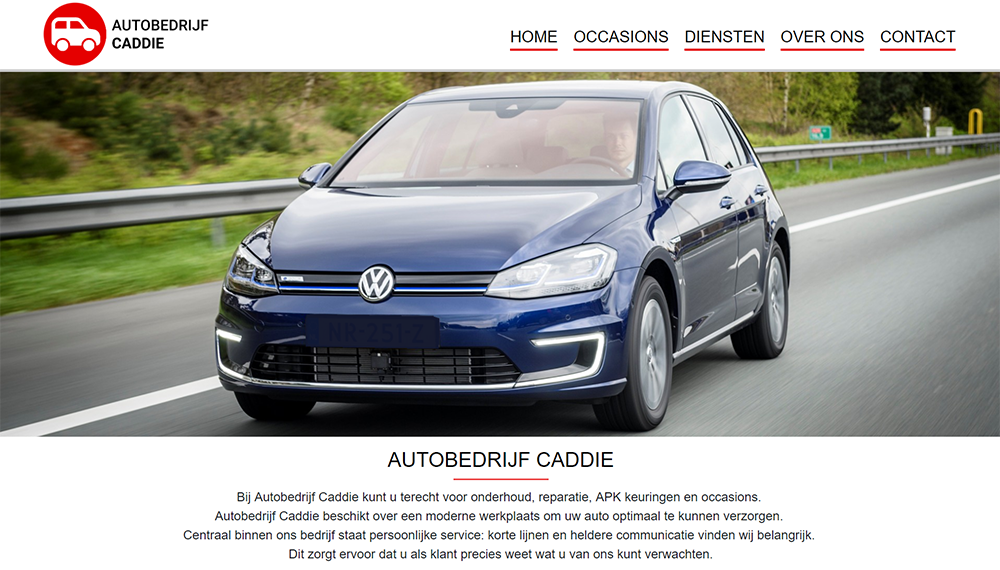 AUTOBEDRIJF
CADDIE
HOME OCCASIONS DIENSTEN OVER ONS CONTACT
NR-251-Z
AUTOBEDRIJF CADDIE
Bij Autobedrijf Caddie kunt u terecht voor onderhoud, reparatie, APK keuringen en occasions.
Autobedrijf Caddie beschikt over een moderne werkplaats om uw auto optimaal te kunnen verzorgen.
Centraal binnen ons bedrijf staat persoonlijke service: korte lijnen en heldere communicatie vinden wij belangrijk.
Dit zorgt ervoor dat u als klant precies weet wat u van ons kunt verwachten.